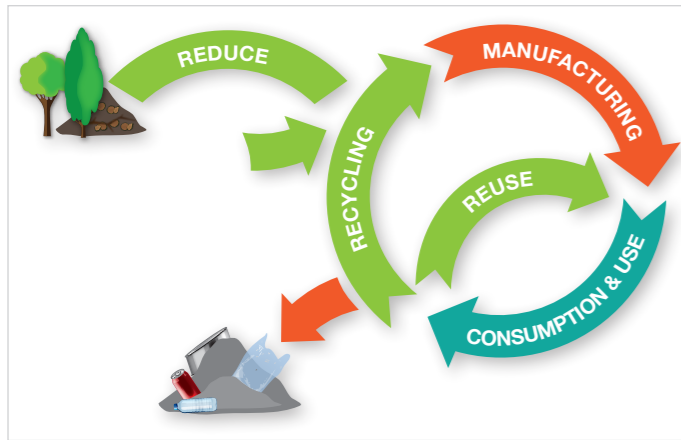 REDUCE
MANUFACTURING
RECYCLING
REUSE
CONSUMPTION & USE